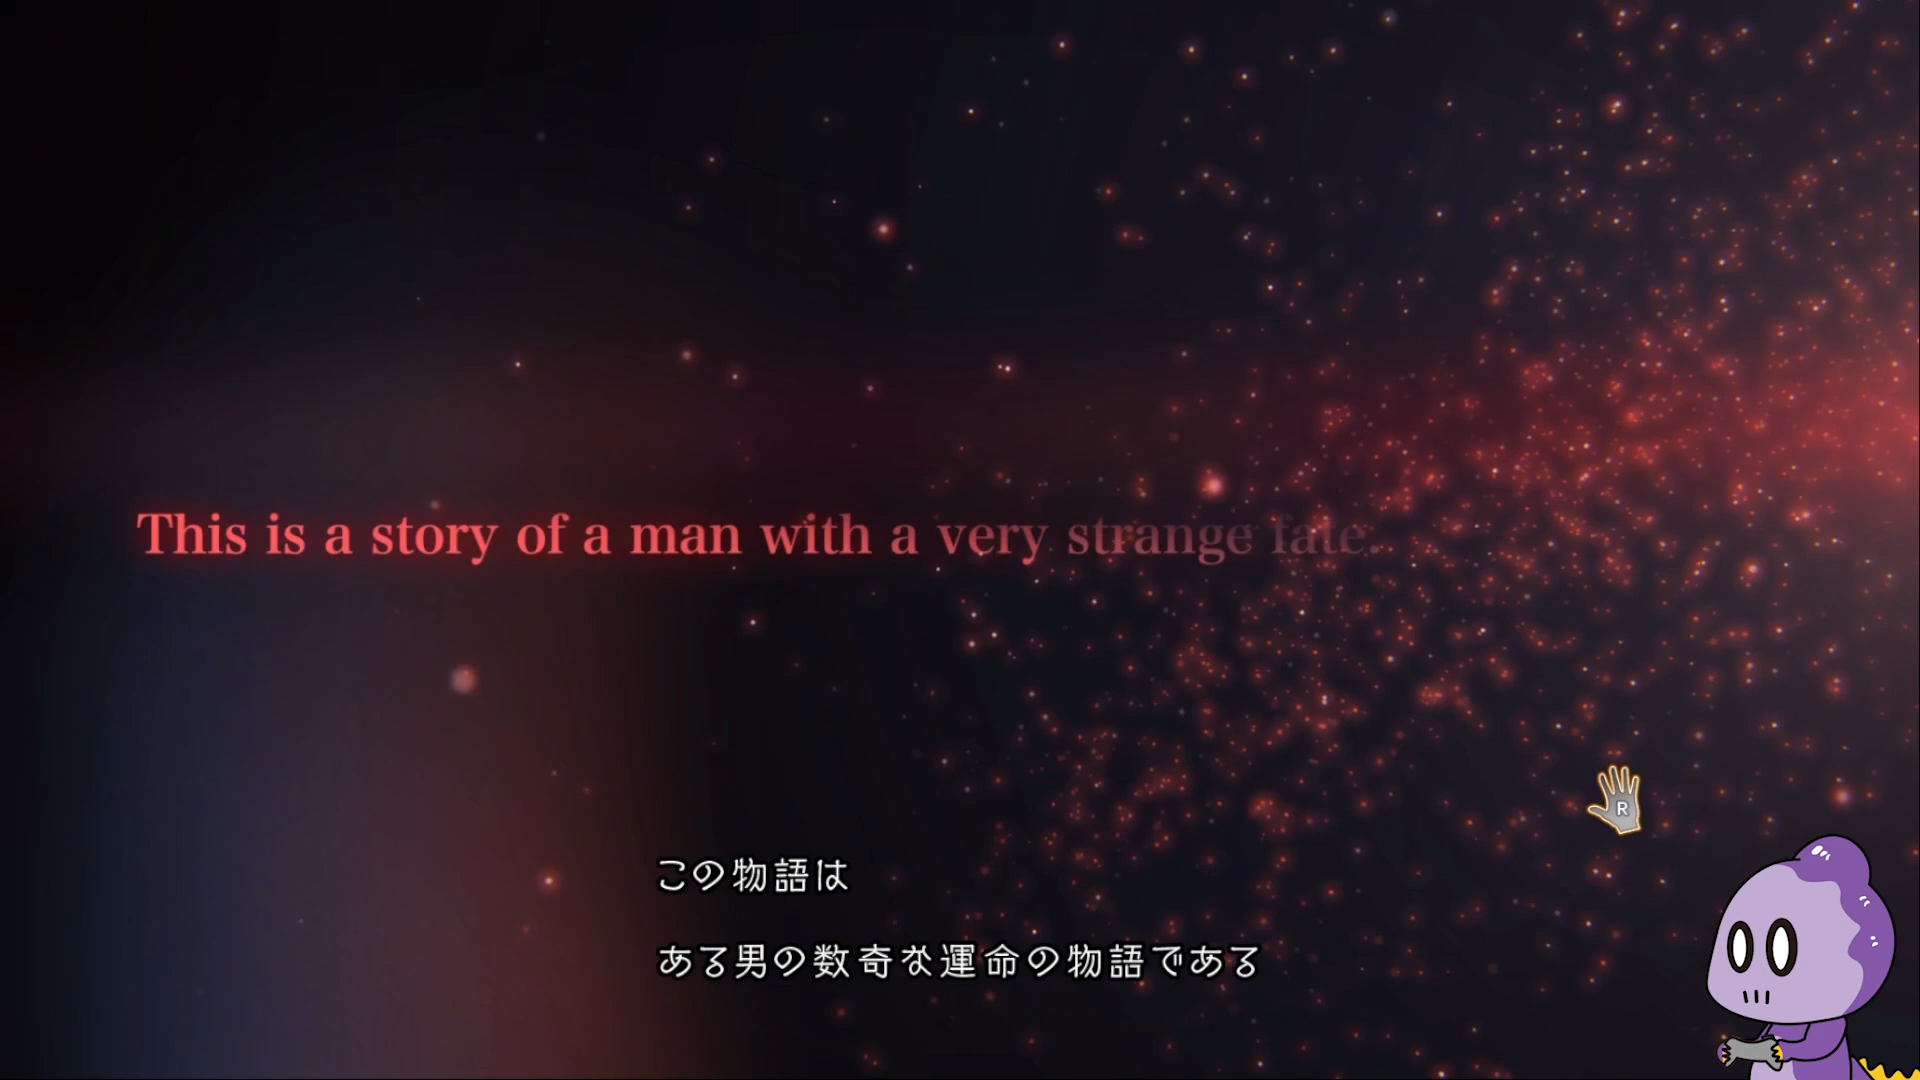 This is a story of a man with a very strange fate.
R
この物語は
ある男の数奇な運命の物語である